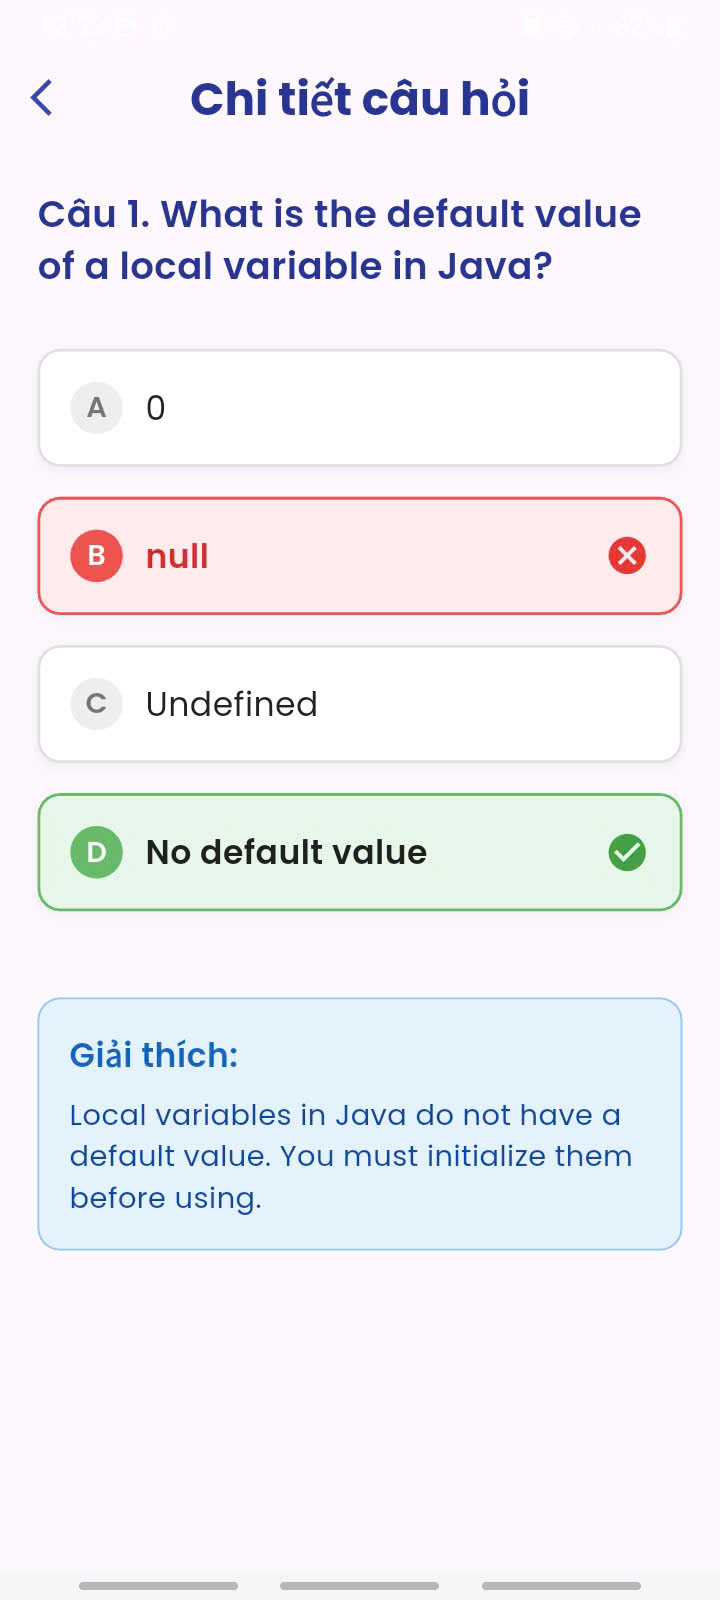 Chi tiết câu hỏi
Câu 1. What is the default value
of a local variable in Java?
A 0
B null
C Undefined
D No default value
Giải thích:
Local variables in Java do not have a
default value. You must initialize them
before using.